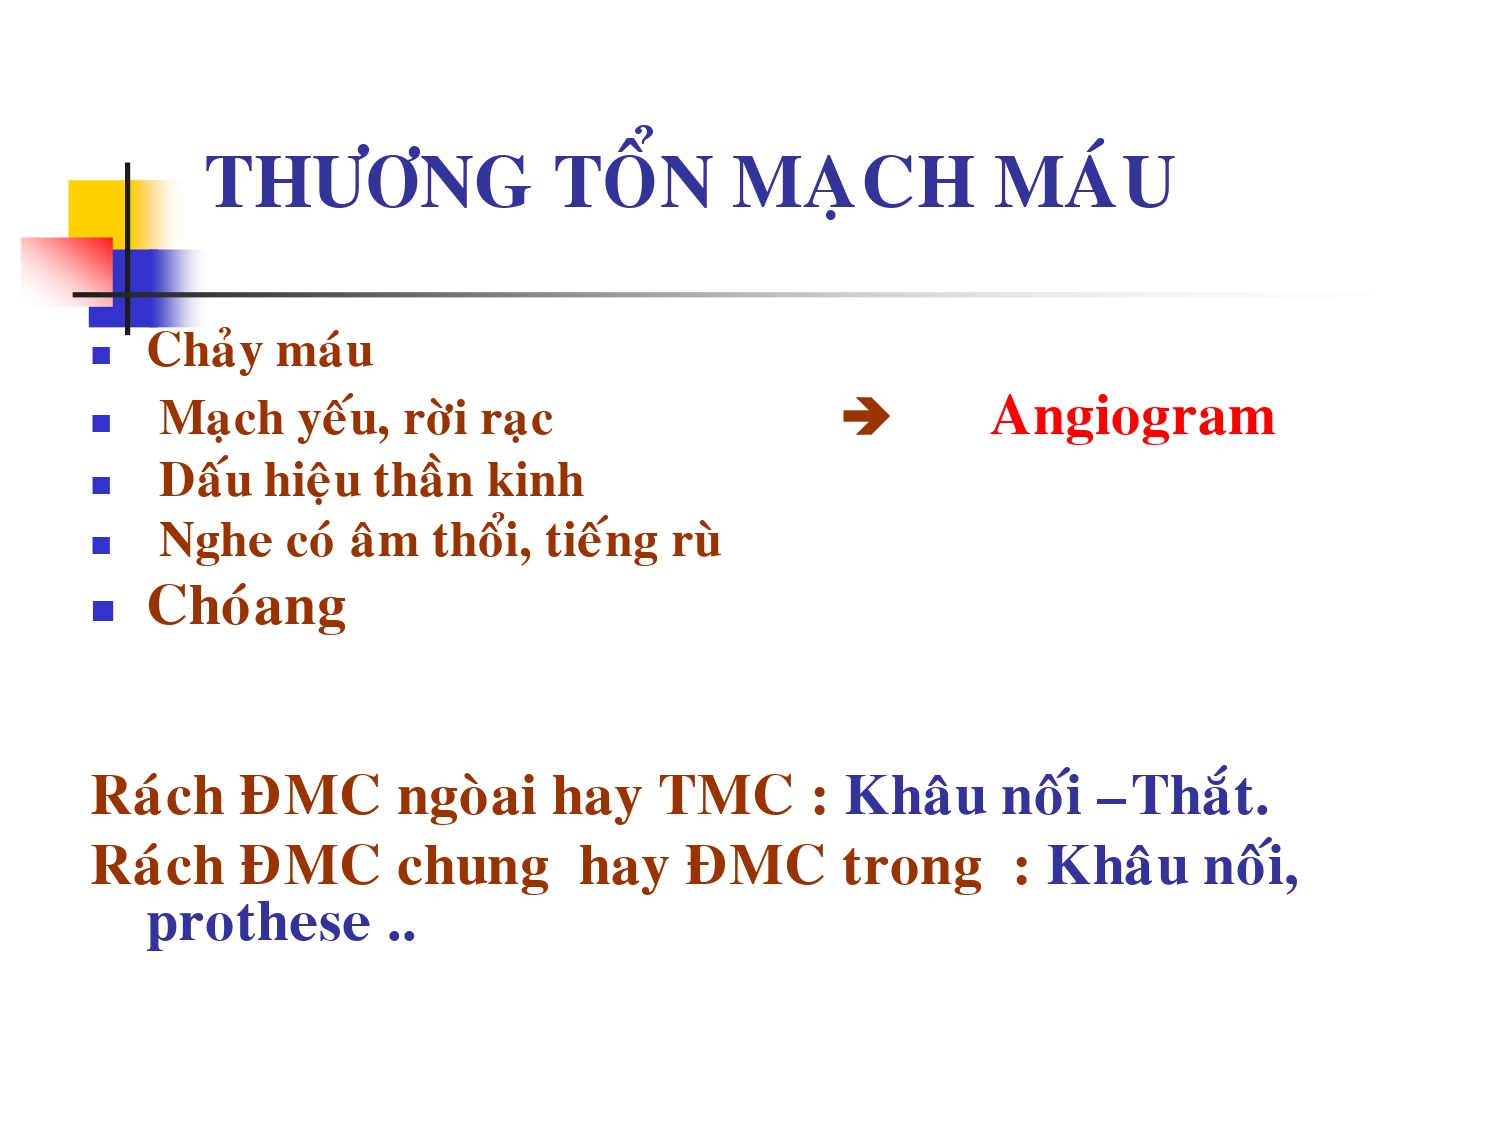 THƯƠNG TỔN MẠCH MÁU
Chảy máu
Mạch yếu, rời rạc ➔ Angiogram
Dấu hiệu thần kinh
Nghe có âm thổi, tiếng rù
Chóang
Rách ĐMC ngòai hay TMC : Khâu nối –Thắt.
Rách ĐMC chung hay ĐMC trong : Khâu nối,
prothese ..